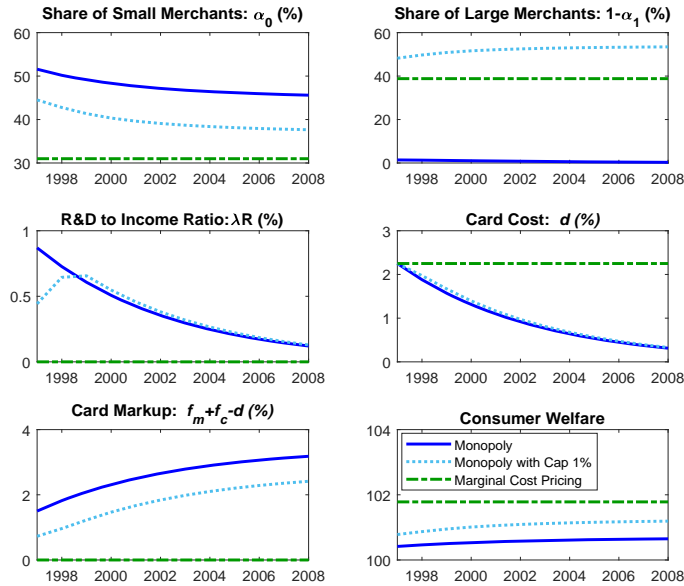 Share of Small Merchants: α0 (%)
60
50
40
30
1998 2000 2002 2004 2006 2008
Share of Large Merchants: 1-α1 (%)
60
40
20
0
1998 2000 2002 2004 2006 2008
R&D to Income Ratio: λR (%)
1
0.5
0
1998 2000 2002 2004 2006 2008
Card Cost: d (%)
3
2
1
0
1998 2000 2002 2004 2006 2008
Card Markup: fm+fc-d (%)
4
2
0
1998 2000 2002 2004 2006 2008
Consumer Welfare
104
102
100
Monopoly
Monopoly with Cap 1%
Marginal Cost Pricing
1998 2000 2002 2004 2006 2008